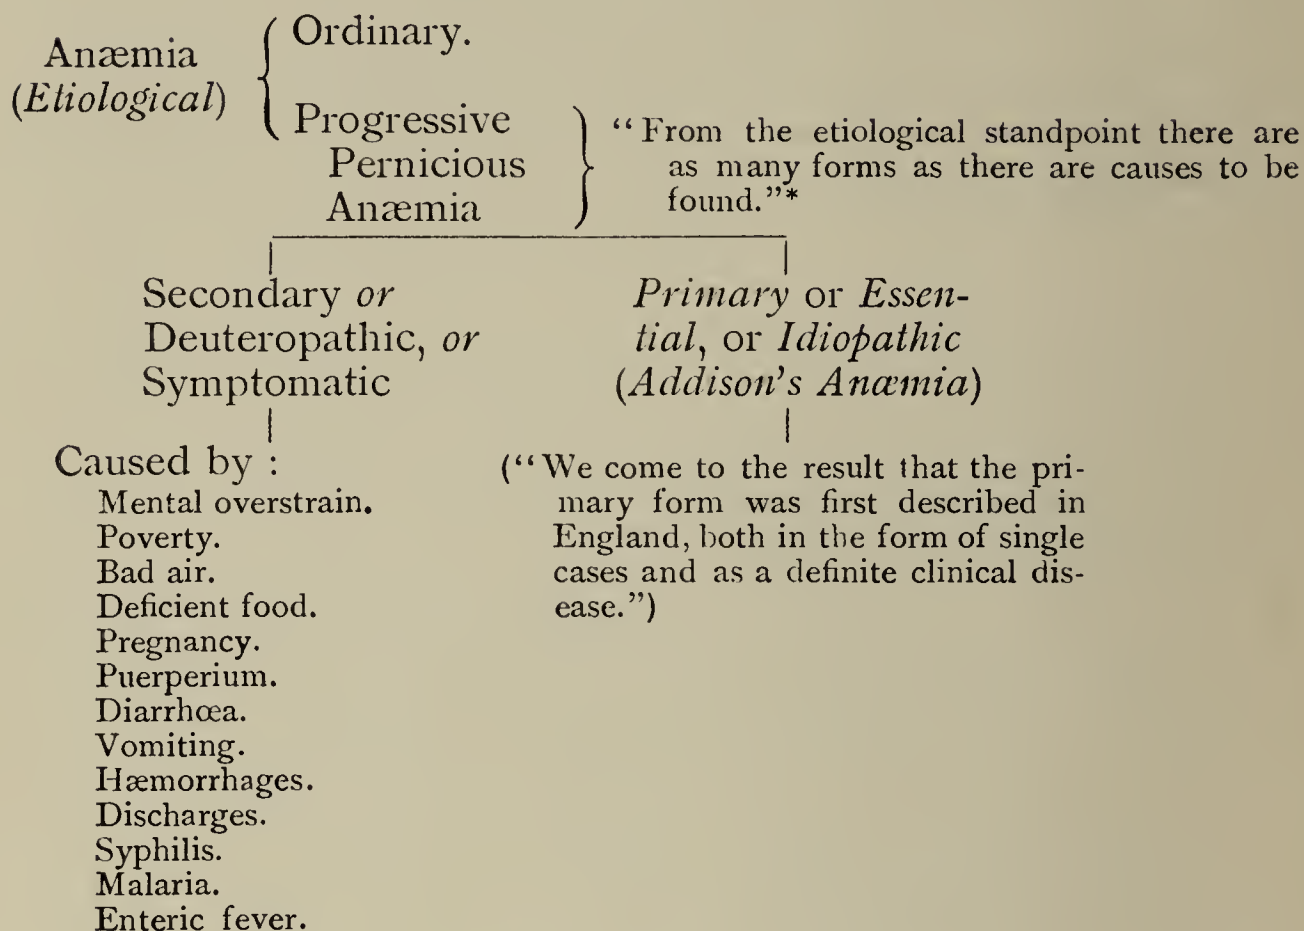 Anæmia
(Etiological)
Ordinary.
Progressive
Pernicious
Anæmia
“From the etiological standpoint there are
as many forms as there are causes to be
found.”*
Secondary or
Deuteropathic, or
Symptomatic
Primary or Essen-
tial, or Idiopathic
(Addison's Anæmia)
Caused by :
Mental overstrain.
Poverty.
Bad air.
Deficient food.
Pregnancy.
Puerperium.
Diarrhœa.
Vomiting.
Hæmorrhages.
Discharges.
Syphilis.
Malaria.
Enteric fever.
(“We come to the result that the pri-
mary form was first described in
England, both in the form of single
cases and as a definite clinical dis-
ease.”)